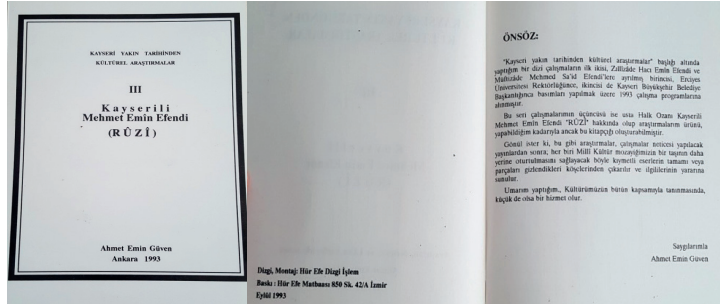 KAYSERİ YAKIN TARİHİNDEN
KÜLTÜREL ARAŞTIRMALAR
III
Kayserili
Mehmet Emin Efendi
(RÛZÎ)
Ahmet Emin Güven
Ankara 1993
Dizgi, Montaj: Hür Efe Dizgi İşlem
Baskı : Hür Efe Matbaası 850 Sk. 42/A İzmir
Eylül 1993
ÖNSÖZ:
"Kayseri yakın tarihinden kültürel araştırmalar" başlığı altında
yaptığım bir dizi çalışmaların ilk ikisi, Zillîzâde Hacı Emin Efendi ve
Müftîzâde Mehmed Sa'îd Efendi'lere ayrılmış birincisi, Erciyes
Üniversitesi Rektörlüğünce, ikincisi de Kayseri Büyükşehir Belediye
Başkanlığınca basımları yapılmak üzere 1993 çalışma programlarına
alınmıştır.
Bu seri çalışmalarımın üçüncüsü ise usta Halk Ozanı Kayserili
Mehmet Emin Efendi "RÛZÎ" hakkında olup araştırmalarım ürünü,
yapabildiğim kadarıyla ancak bu kitapçığı oluşturabilmiştir.
Gönül ister ki, bu gibi araştırmalar, çalışmalar neticesi yapılacak
yayınlardan sonra, her biri Millî Kültür mozayiğimizin bir taşının daha
yerine oturtulmasını sağlayacak böyle kıymetli eserlerin tamamı veya
parçaları gizlendikleri köşelerinden çıkarılır ve ilgililerinin yararına
sunulur.
Umarım yaptığım, Kültürümüzün bütün kapsamıyla tanınmasında,
küçük de olsa bir hizmet olur.
Saygılarımla
Ahmet Emin Güven